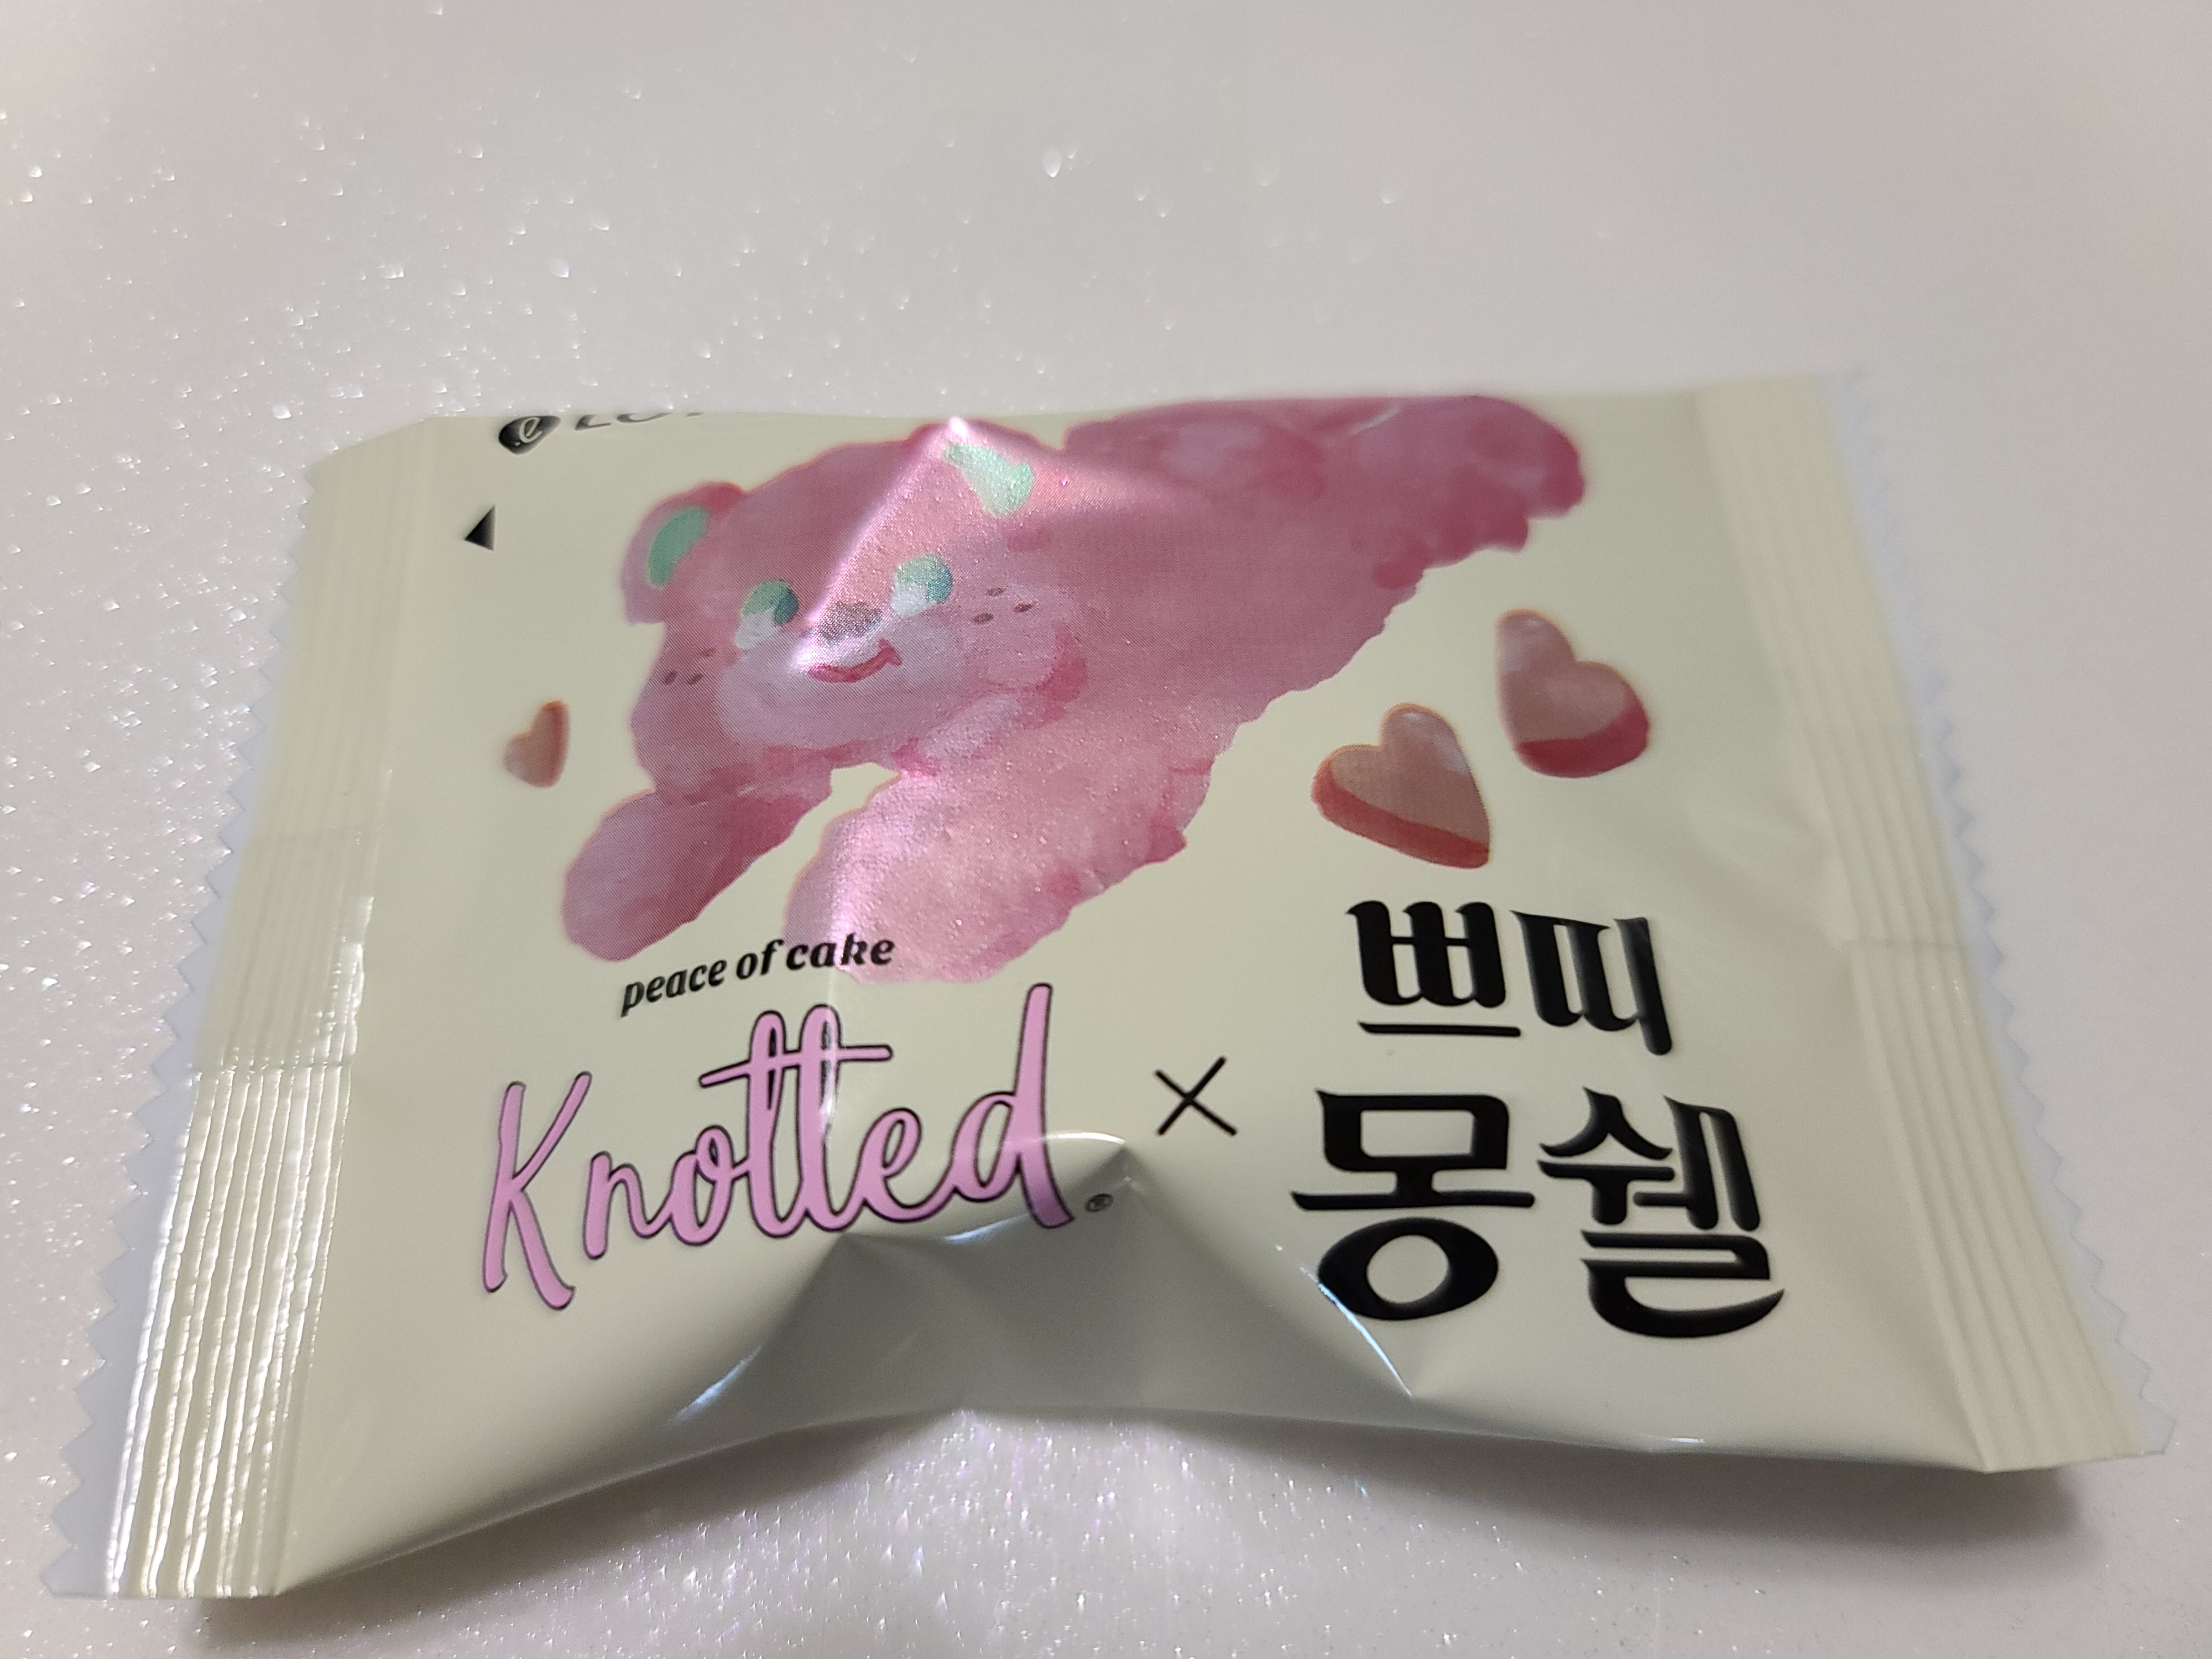 peace of cake
Knotted®
×
쁘띠
몽쉘